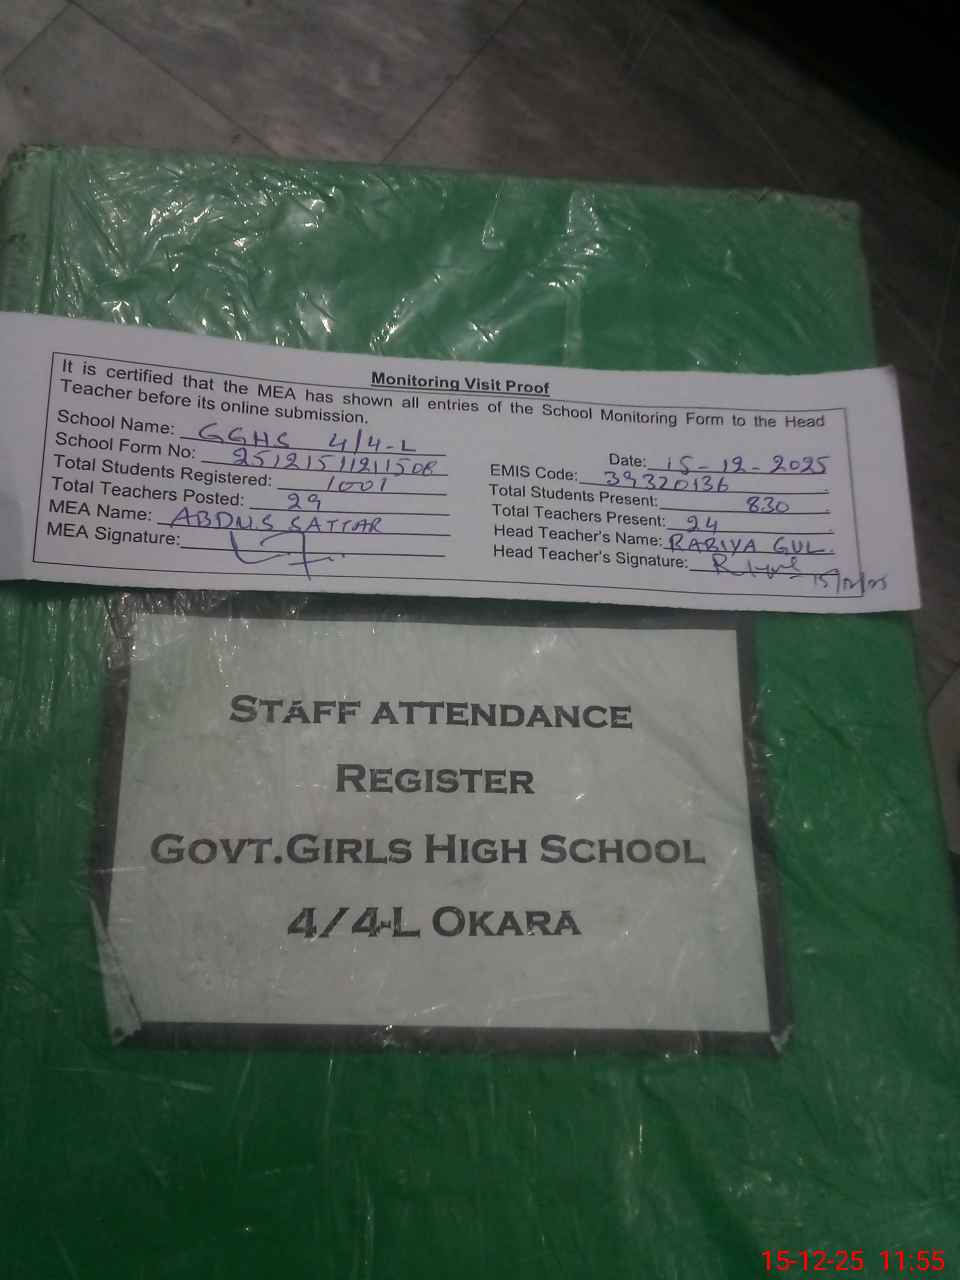 Monitoring Visit Proof
It is certified that the MEA has shown all entries of the School Monitoring Form to the Head
Teacher before its online submission.
Date: 15-12-2025
School Name: GGHS 4/4-L
EMIS Code: 39320136
School Form No:
Total Students Present: 830
Total Students Registered: 1001
Total Teachers Present: 24
Total Teachers Posted: 29
Head Teacher's Name: RABIYA GUL
MEA Name: ABDUS SATTAR
Head Teacher's Signature: 15/12/25
MEA Signature:
STAFF ATTENDANCE
REGISTER
GOVT.GIRLS HIGH SCHOOL
4/4-L OKARA
15-12-25 11:55